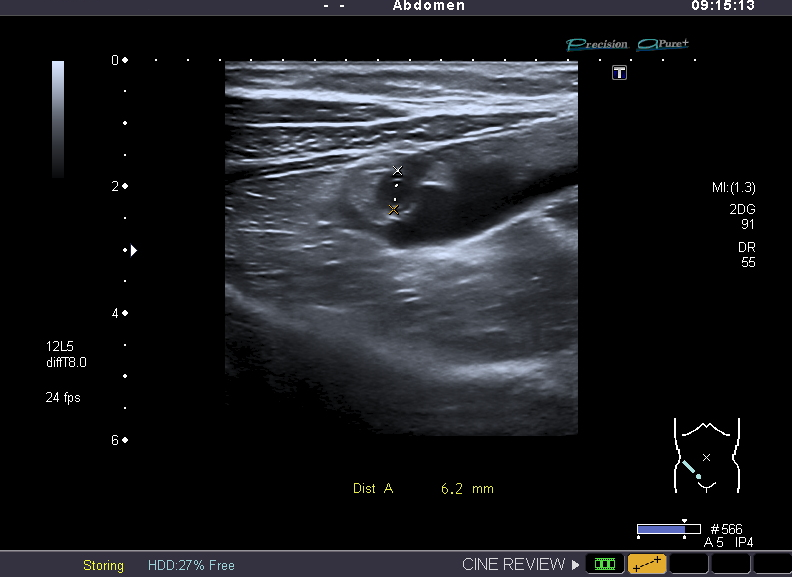 - - Abdomen 09:15:13
Precision APure+
T
0
2
4
6
MI:(1.3)
2DG
91
DR
55
12L5
diffT8.0
24 fps
Dist A 6.2 mm
#566
A 5 IP4
Storing HDD:27% Free CINE REVIEW